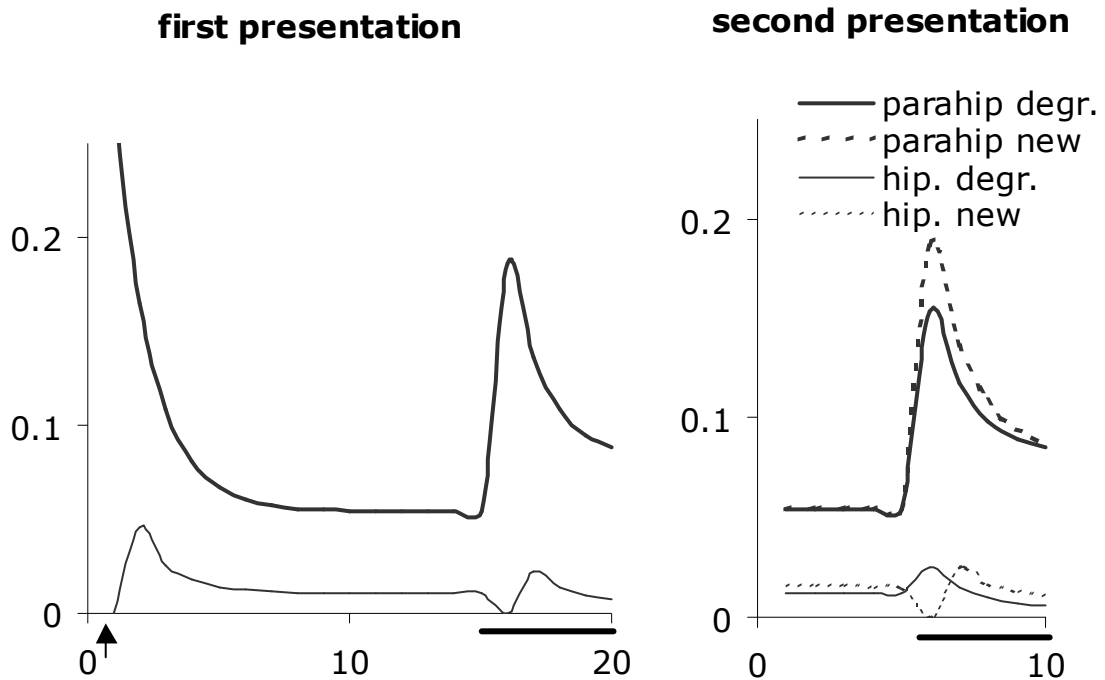 first presentation
second presentation
parahip degr.
parahip new
hip. degr.
hip. new
0.2
0.1
0
0
10
20
0.2
0.1
0
0
10